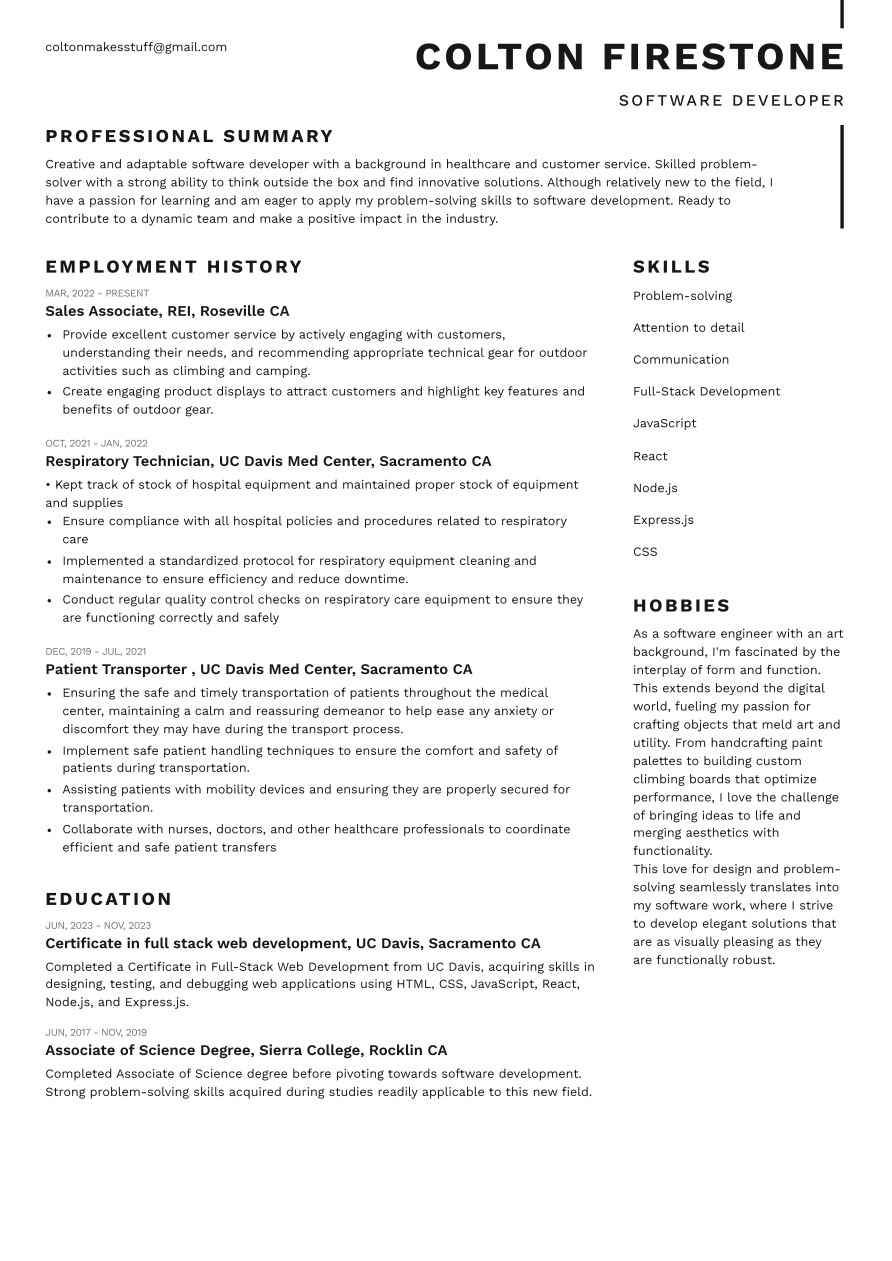 coltonmakesstuff@gmail.com
COLTON FIRESTONE
SOFTWARE DEVELOPER
PROFESSIONAL SUMMARY
Creative and adaptable software developer with a background in healthcare and customer service. Skilled problem-
solver with a strong ability to think outside the box and find innovative solutions. Although relatively new to the field, I
have a passion for learning and am eager to apply my problem-solving skills to software development. Ready to
contribute to a dynamic team and make a positive impact in the industry.
EMPLOYMENT HISTORY
MAR, 2022 - PRESENT
Sales Associate, REI, Roseville CA
• Provide excellent customer service by actively engaging with customers,
understanding their needs, and recommending appropriate technical gear for outdoor
activities such as climbing and camping.
• Create engaging product displays to attract customers and highlight key features and
benefits of outdoor gear.
OCT, 2021 - JAN, 2022
Respiratory Technician, UC Davis Med Center, Sacramento CA
• Kept track of stock of hospital equipment and maintained proper stock of equipment
and supplies
• Ensure compliance with all hospital policies and procedures related to respiratory
care
• Implemented a standardized protocol for respiratory equipment cleaning and
maintenance to ensure efficiency and reduce downtime.
• Conduct regular quality control checks on respiratory care equipment to ensure they
are functioning correctly and safely
DEC, 2019 - JUL, 2021
Patient Transporter , UC Davis Med Center, Sacramento CA
• Ensuring the safe and timely transportation of patients throughout the medical
center, maintaining a calm and reassuring demeanor to help ease any anxiety or
discomfort they may have during the transport process.
• Implement safe patient handling techniques to ensure the comfort and safety of
patients during transportation.
• Assisting patients with mobility devices and ensuring they are properly secured for
transportation.
• Collaborate with nurses, doctors, and other healthcare professionals to coordinate
efficient and safe patient transfers
EDUCATION
JUN, 2023 - NOV, 2023
Certificate in full stack web development, UC Davis, Sacramento CA
Completed a Certificate in Full-Stack Web Development from UC Davis, acquiring skills in
designing, testing, and debugging web applications using HTML, CSS, JavaScript, React,
Node.js, and Express.js.
JUN, 2017 - NOV, 2019
Associate of Science Degree, Sierra College, Rocklin CA
Completed Associate of Science degree before pivoting towards software development.
Strong problem-solving skills acquired during studies readily applicable to this new field.
SKILLS
Problem-solving
Attention to detail
Communication
Full-Stack Development
JavaScript
React
Node.js
Express.js
CSS
HOBBIES
As a software engineer with an art
background, I'm fascinated by the
interplay of form and function.
This extends beyond the digital
world, fueling my passion for
crafting objects that meld art and
utility. From handcrafting paint
palettes to building custom
climbing boards that optimize
performance, I love the challenge
of bringing ideas to life and
merging aesthetics with
functionality.
This love for design and problem-
solving seamlessly translates into
my software work, where I strive
to develop elegant solutions that
are as visually pleasing as they
are functionally robust.